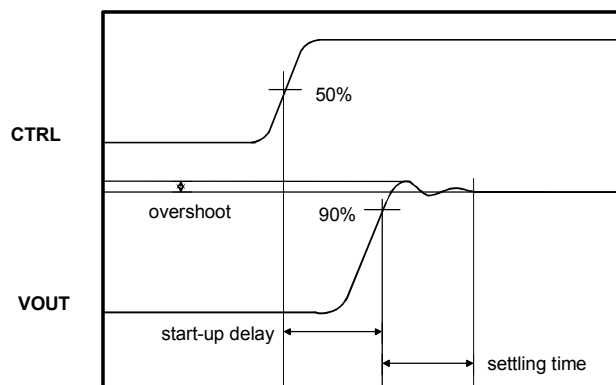 50%
CTRL
overshoot
90%
VOUT
start-up delay
settling time